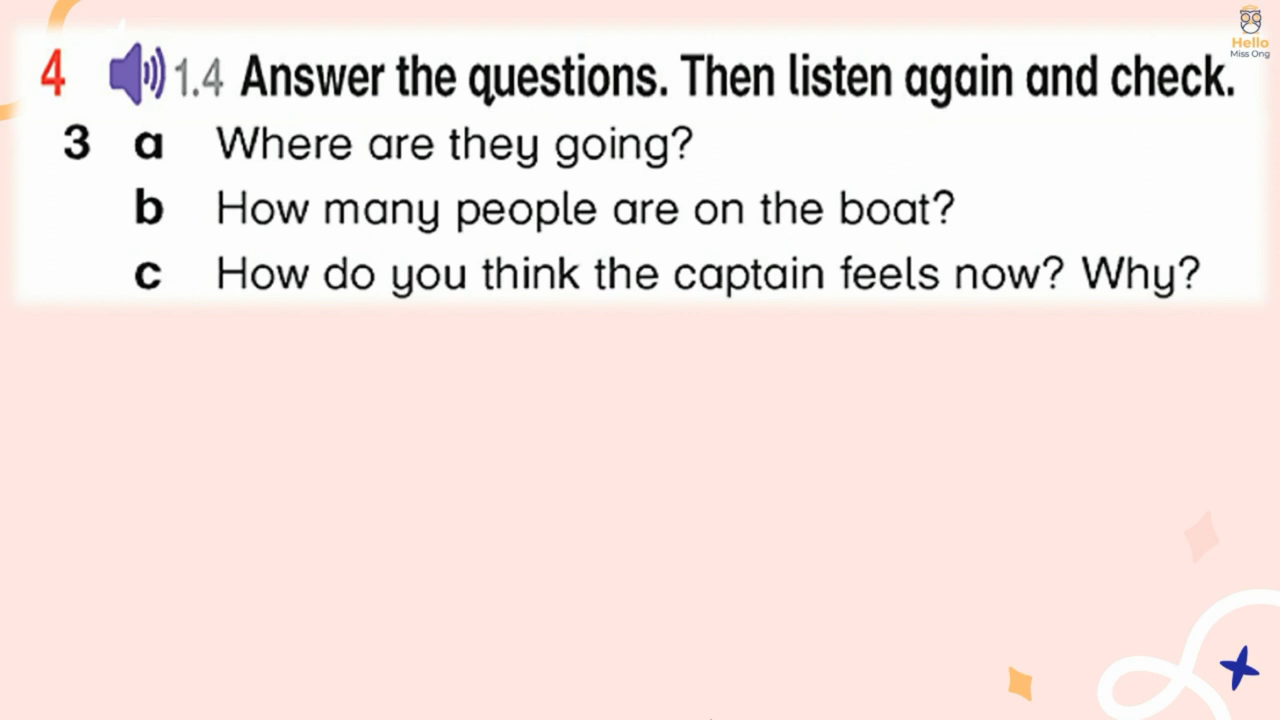 Hello
Miss Ong
4 1.4 Answer the questions. Then listen again and check.
3 a Where are they going?
b How many people are on the boat?
c How do you think the captain feels now? Why?